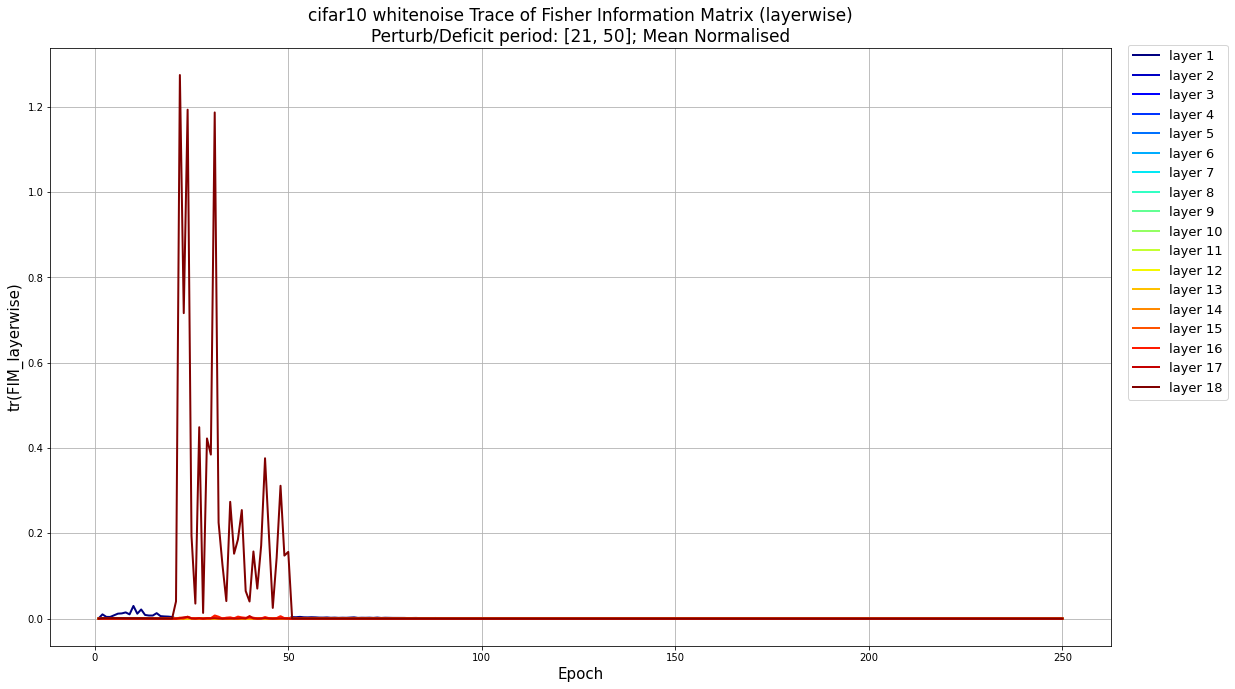 cifar10 whitenoise Trace of Fisher Information Matrix (layerwise)
Perturb/Deficit period: [21, 50]; Mean Normalised
tr(FIM_layerwise)
1.2
1.0
0.8
0.6
0.4
0.2
0.0
0
50
100
150
200
250
Epoch
layer 1
layer 2
layer 3
layer 4
layer 5
layer 6
layer 7
layer 8
layer 9
layer 10
layer 11
layer 12
layer 13
layer 14
layer 15
layer 16
layer 17
layer 18